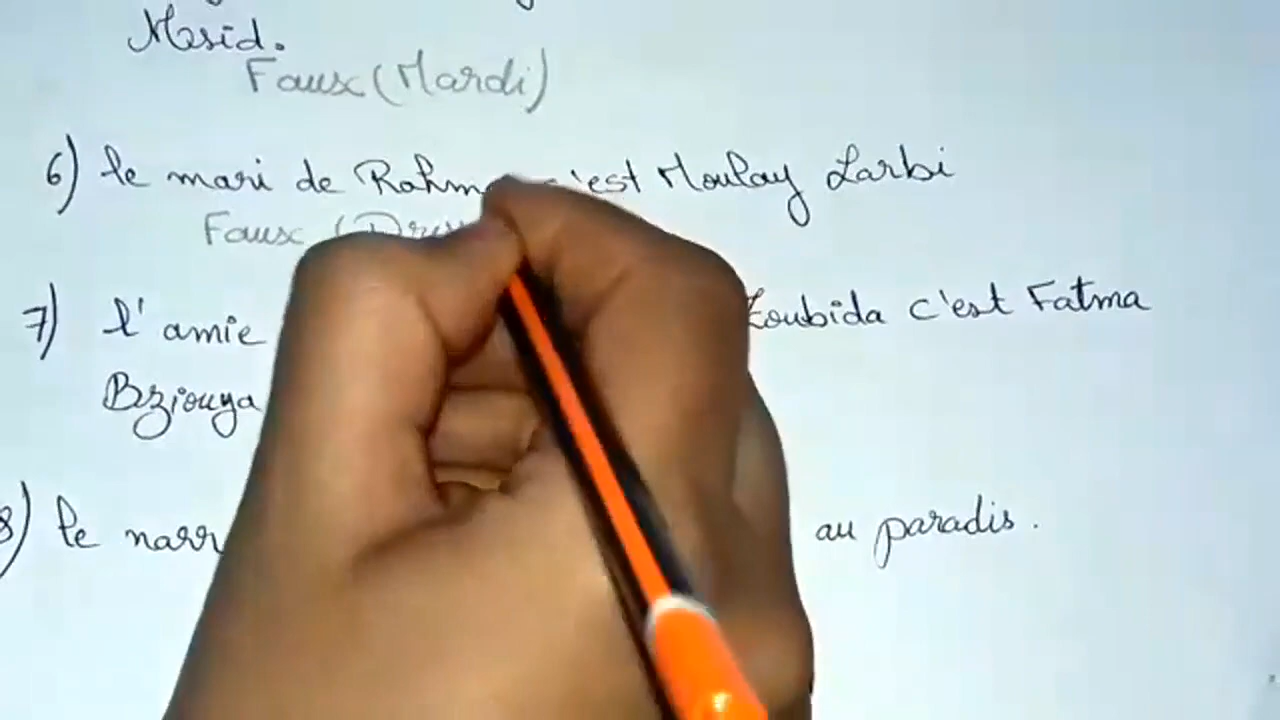 Msid.
Faux (Mardi)
6) le mari de Rahm c'est Moulay Larbi
Faux (Driss
7) l'amie Zoubida c'est Fatma
Bziouya
8) le narr au paradis.